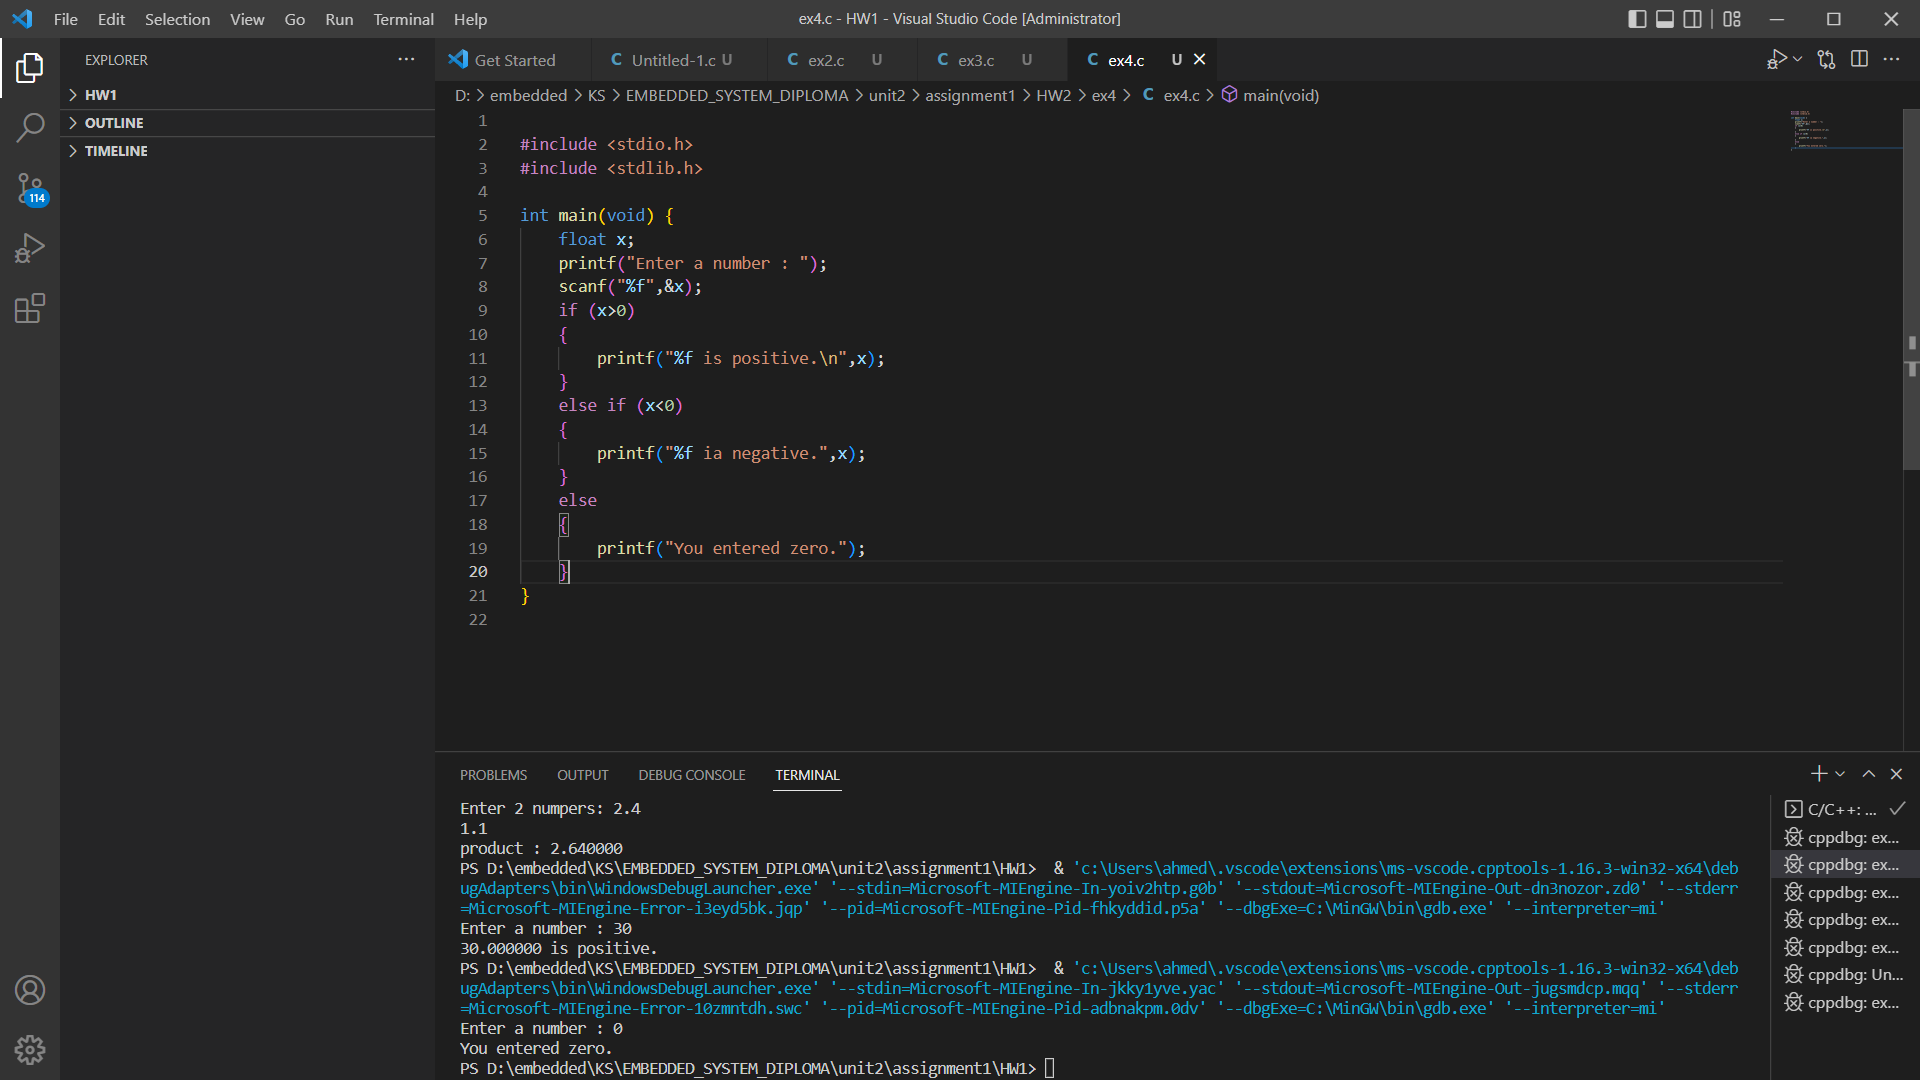 File Edit Selection View Go Run Terminal Help
ex4.c - HW1 - Visual Studio Code [Administrator]
EXPLORER
HW1
OUTLINE
TIMELINE
114
Get Started
C Untitled-1.c U
C ex2.c U
C ex3.c U
C ex4.c U
D: > embedded > KS > EMBEDDED_SYSTEM_DIPLOMA > unit2 > assignment1 > HW2 > ex4 > C ex4.c > main(void)
1
2 #include <stdio.h>
3 #include <stdlib.h>
4
5 int main(void) {
6 float x;
7 printf("Enter a number : ");
8 scanf("%f",&x);
9 if (x>0)
10 {
11 printf("%f is positive.\n",x);
12 }
13 else if (x<0)
14 {
15 printf("%f ia negative.",x);
16 }
17 else
18 {
19 printf("You entered zero.");
20 }
21 }
22
PROBLEMS OUTPUT DEBUG CONSOLE TERMINAL
Enter 2 numpers: 2.4
1.1
product : 2.640000
PS D:\embedded\KS\EMBEDDED_SYSTEM_DIPLOMA\unit2\assignment1\HW1> & 'c:\Users\ahmed\.vscode\extensions\ms-vscode.cpptools-1.16.3-win32-x64\deb
ugAdapters\bin\WindowsDebugLauncher.exe' '--stdin=Microsoft-MIEngine-In-yoiv2htp.g0b' '--stdout=Microsoft-MIEngine-Out-dn3nozor.zd0' '--stderr
=Microsoft-MIEngine-Error-i3eyd5bk.jqp' '--pid=Microsoft-MIEngine-Pid-fhkyddid.p5a' '--dbgExe=C:\MinGW\bin\gdb.exe' '--interpreter=mi'
Enter a number : 30
30.000000 is positive.
PS D:\embedded\KS\EMBEDDED_SYSTEM_DIPLOMA\unit2\assignment1\HW1> & 'c:\Users\ahmed\.vscode\extensions\ms-vscode.cpptools-1.16.3-win32-x64\deb
ugAdapters\bin\WindowsDebugLauncher.exe' '--stdin=Microsoft-MIEngine-In-jkky1yve.yac' '--stdout=Microsoft-MIEngine-Out-jugsmdcp.mqq' '--stderr
=Microsoft-MIEngine-Error-10zmntdh.swc' '--pid=Microsoft-MIEngine-Pid-adbnakpm.0dv' '--dbgExe=C:\MinGW\bin\gdb.exe' '--interpreter=mi'
Enter a number : 0
You entered zero.
PS D:\embedded\KS\EMBEDDED_SYSTEM_DIPLOMA\unit2\assignment1\HW1>
C/C++: ...
cppdbg: ex...
cppdbg: ex...
cppdbg: ex...
cppdbg: ex...
cppdbg: ex...
cppdbg: Un...
cppdbg: ex...